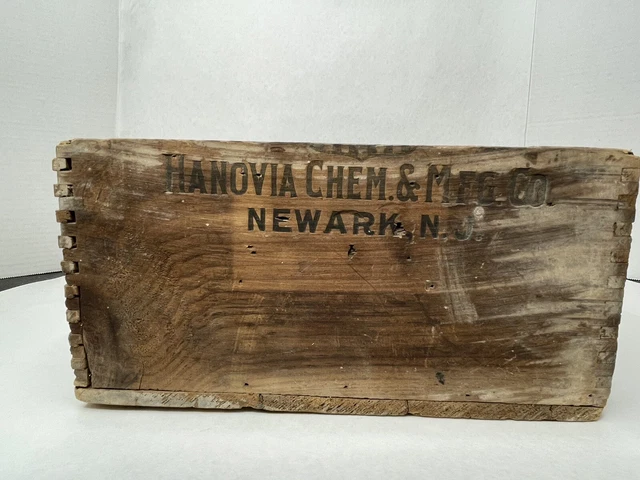 HANOVIA CHEM. & MFG. CO.
NEWARK, N.J.